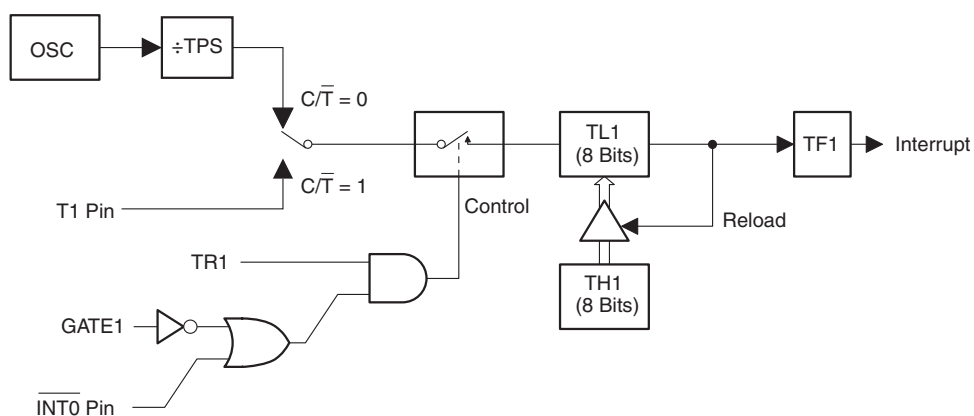 OSC
÷TPS
C/T̅ = 0
C/T̅ = 1
T1 Pin
TL1
(8 Bits)
TF1
Interrupt
Control
Reload
TR1
TH1
(8 Bits)
GATE1
I̅N̅T̅0̅ Pin